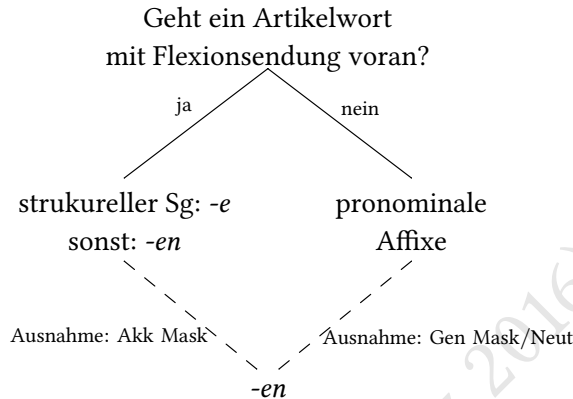 Geht ein Artikelwort
mit Flexionsendung voran?
ja
nein
strukureller Sg: -e
sonst: -en
pronominale
Affixe
Ausnahme: Akk Mask
Ausnahme: Gen Mask/Neut
-en
2016)